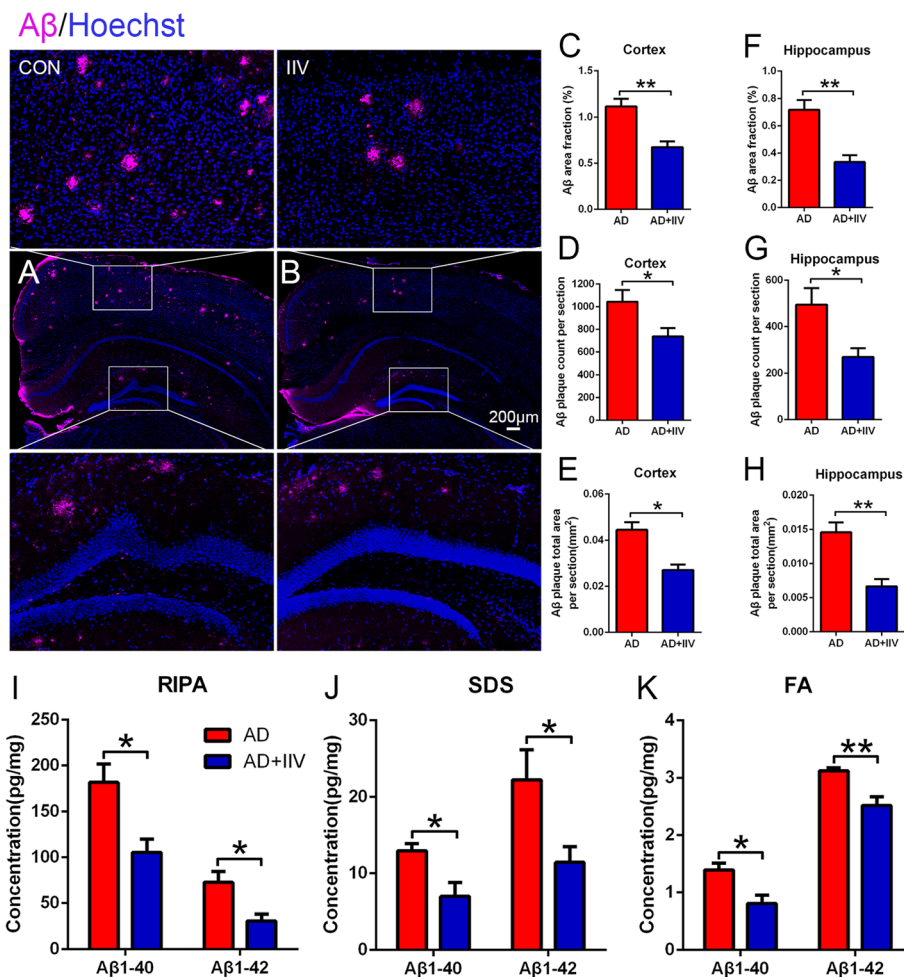 Aβ/Hoechst
CON
IIV
A
B
200μm
C
Cortex
Aβ area fraction (%)
1.5
**
1.0
0.5
0.0
AD
AD+IIV
F
Hippocampus
Aβ area fraction (%)
1.0
**
0.8
0.6
0.4
0.2
0.0
AD
AD+IIV
D
Cortex
Aβ plaque count per section
1200
*
1000
800
600
400
200
0
AD
AD+IIV
G
Hippocampus
Aβ plaque count per section
600
*
400
200
0
AD
AD+IIV
E
Cortex
Aβ plaque total area
per section(mm²)
0.06
*
0.04
0.02
0.00
AD
AD+IIV
H
Hippocampus
Aβ plaque total area
per section(mm²)
0.020
**
0.015
0.010
0.005
0.000
AD
AD+IIV
I
RIPA
Concentration(pg/mg)
250
200
150
100
50
0
*
*
AD
AD+IIV
Aβ1-40
Aβ1-42
J
SDS
Concentration(pg/mg)
30
20
10
0
*
*
Aβ1-40
Aβ1-42
K
FA
Concentration(pg/mg)
4
3
2
1
0
*
**
Aβ1-40
Aβ1-42